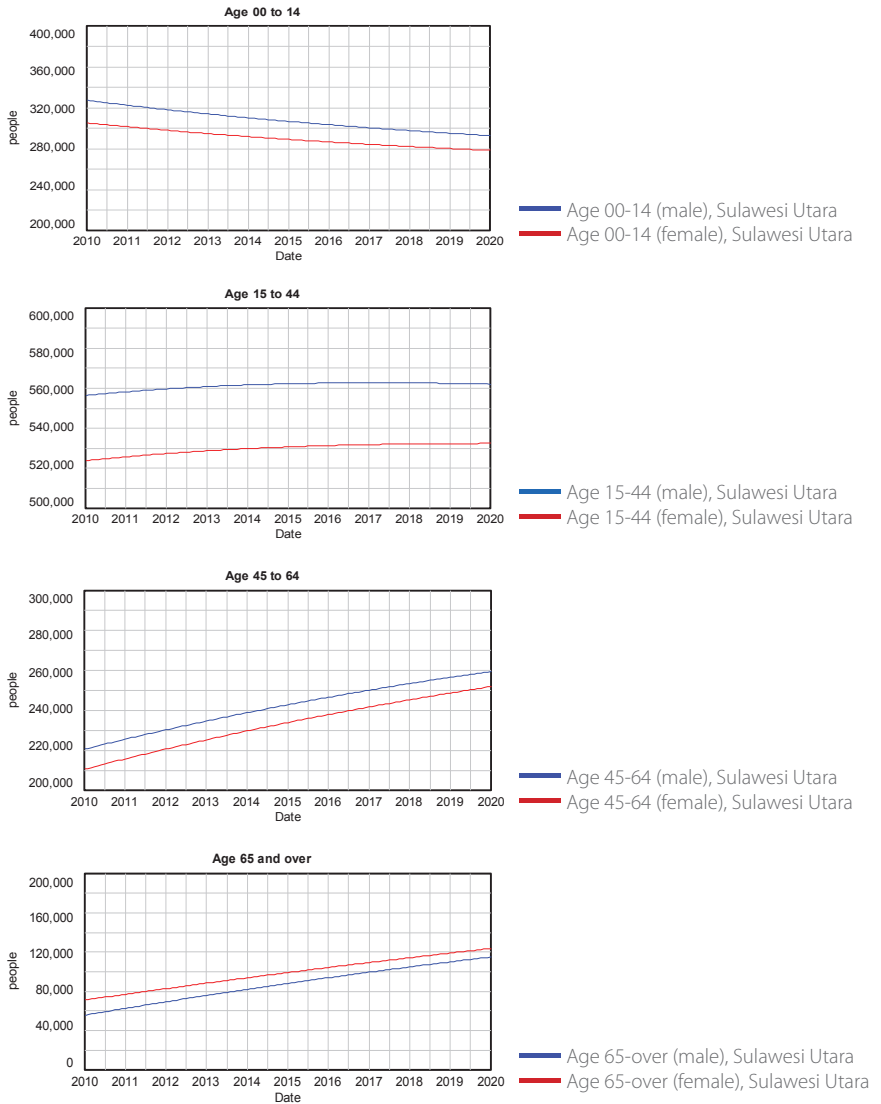 Age 00 to 14
400,000
360,000
320,000
280,000
240,000
200,000
people
2010 2011 2012 2013 2014 2015 2016 2017 2018 2019 2020
Date
Age 00-14 (male), Sulawesi Utara
Age 00-14 (female), Sulawesi Utara
Age 15 to 44
600,000
580,000
560,000
540,000
520,000
500,000
people
2010 2011 2012 2013 2014 2015 2016 2017 2018 2019 2020
Date
Age 15-44 (male), Sulawesi Utara
Age 15-44 (female), Sulawesi Utara
Age 45 to 64
300,000
280,000
260,000
240,000
220,000
200,000
people
2010 2011 2012 2013 2014 2015 2016 2017 2018 2019 2020
Date
Age 45-64 (male), Sulawesi Utara
Age 45-64 (female), Sulawesi Utara
Age 65 and over
200,000
160,000
120,000
80,000
40,000
0
people
2010 2011 2012 2013 2014 2015 2016 2017 2018 2019 2020
Date
Age 65-over (male), Sulawesi Utara
Age 65-over (female), Sulawesi Utara